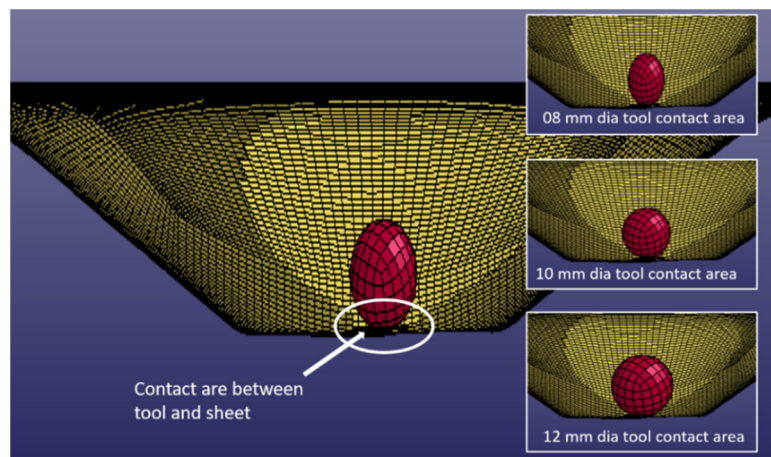 08 mm dia tool contact area
10 mm dia tool contact area
Contact are between
tool and sheet
12 mm dia tool contact area